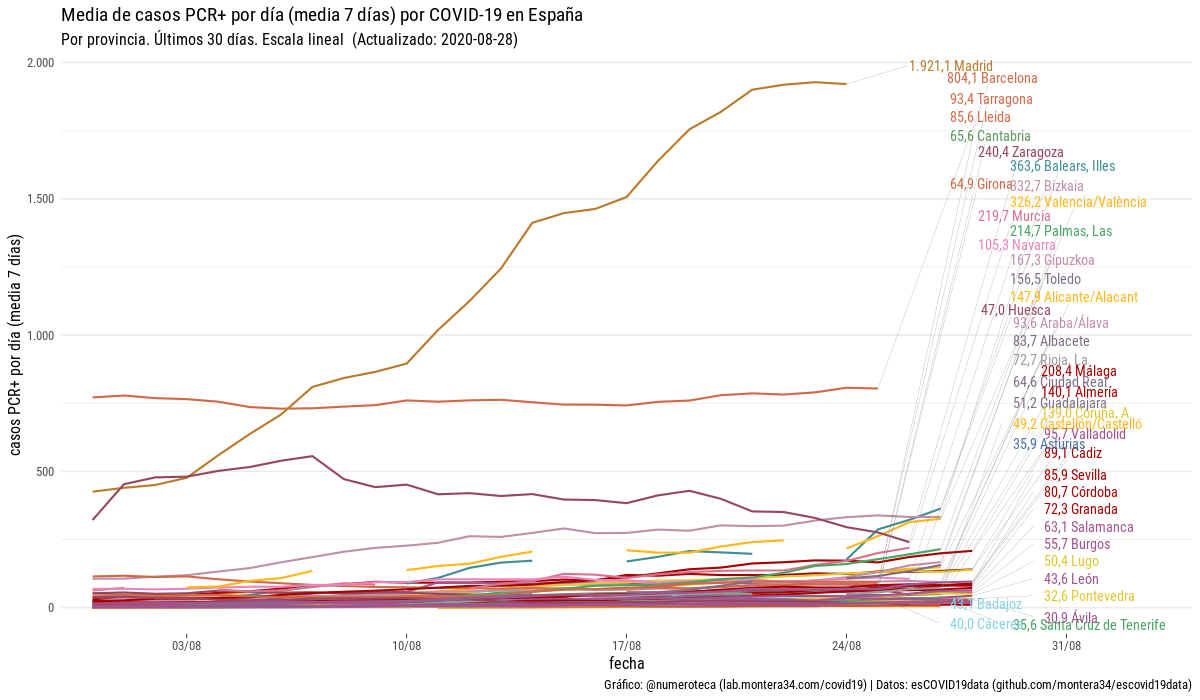 Media de casos PCR+ por día (media 7 días) por COVID-19 en España
Por provincia. Últimos 30 días. Escala lineal  (Actualizado: 2020-08-28)
casos PCR+ por día (media 7 días)
2.000
1.500
1.000
500
0
1.921,1 Madrid
804,1 Barcelona
93,4 Tarragona
85,6 Lleida
65,6 Cantabria
240,4 Zaragoza
363,6 Balears, Illes
64,9 Girona
332,7 Bizkaia
326,2 Valencia/València
219,7 Murcia
214,7 Palmas, Las
105,3 Navarra
167,3 Gipuzkoa
156,5 Toledo
147,9 Alicante/Alacant
47,0 Huesca
93,6 Araba/Álava
83,7 Albacete
72,7 Rioja, La
208,4 Málaga
64,6 Ciudad Real
140,1 Almería
51,2 Guadalajara
139,0 Coruña, A
49,2 Castellón/Castelló
95,7 Valladolid
35,9 Asturias
89,1 Cádiz
85,9 Sevilla
80,7 Córdoba
72,3 Granada
63,1 Salamanca
55,7 Burgos
50,4 Lugo
43,6 León
32,6 Pontevedra
43,7 Badajoz
30,9 Ávila
40,0 Cáceres
35,6 Santa Cruz de Tenerife
03/08
10/08
17/08
24/08
31/08
fecha
Gráfico: @numeroteca (lab.montera34.com/covid19) | Datos: esCOVID19data (github.com/montera34/escovid19data)